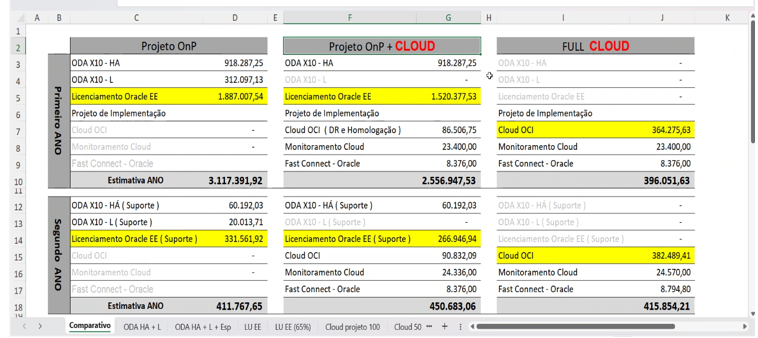 A B C D E F G H I J K
1
2 Projeto OnP Projeto OnP + CLOUD FULL CLOUD
3 ODA X10 - HA 918.287,25 ODA X10 - HA 918.287,25 ODA X10 - HA -
4 ODA X10 - L 312.097,13 ODA X10 - L - ODA X10 - L -
5 Licenciamento Oracle EE 1.887.007,54 Licenciamento Oracle EE 1.520.377,53 Licenciamento Oracle EE -
Primeiro ANO
6 Projeto de Implementação Projeto de Implementação Projeto de Implementação
7 Cloud OCI - Cloud OCI ( DR e Homologação ) 86.506,75 Cloud OCI 364.275,63
8 Monitoramento Cloud - Monitoramento Cloud 23.400,00 Monitoramento Cloud 23.400,00
9 Fast Connect - Oracle Fast Connect - Oracle 8.376,00 Fast Connect - Oracle 8.376,00
10 Estimativa ANO 3.117.391,92 2.556.947,53 396.051,63
11
12 ODA X10 - HÁ ( Suporte ) 60.192,03 ODA X10 - HÁ ( Suporte ) 60.192,03 ODA X10 - HÁ ( Suporte ) -
13 ODA X10 - L ( Suporte ) 20.013,71 ODA X10 - L ( Suporte ) - ODA X10 - L ( Suporte ) -
14 Licenciamento Oracle EE ( Suporte ) 331.561,92 Licenciamento Oracle EE ( Suporte ) 266.946,94 Licenciamento Oracle EE ( Suporte ) -
Segundo ANO
15 Cloud OCI - Cloud OCI 90.832,09 Cloud OCI 382.489,41
16 Monitoramento Cloud - Monitoramento Cloud 24.336,00 Monitoramento Cloud 24.570,00
17 Fast Connect - Oracle Fast Connect - Oracle 8.376,00 Fast Connect - Oracle 8.794,80
18 Estimativa ANO 411.767,65 450.683,06 415.854,21
19
Comparativo ODA HA + L ODA HA + L + Esp LU EE LU EE (65%) Cloud projeto 100 Cloud 50 ···